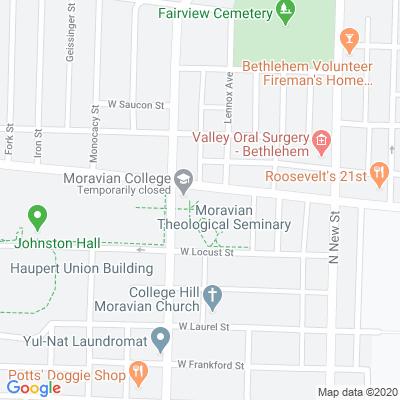 Fairview Cemetery
Geissinger St
Bethlehem Volunteer
Fireman's Home...
Lennox Ave
W Saucon St
Monocacy St
Iron St
Fork St
Valley Oral Surgery
- Bethlehem
Roosevelt's 21st
Moravian College
Temporarily closed
Moravian
Theological Seminary
Johnston Hall
N New St
W Locust St
Haupert Union Building
College Hill
Moravian Church
W Laurel St
Yul-Nat Laundromat
W Frankford St
Potts' Doggie Shop
Google
Map data ©2020